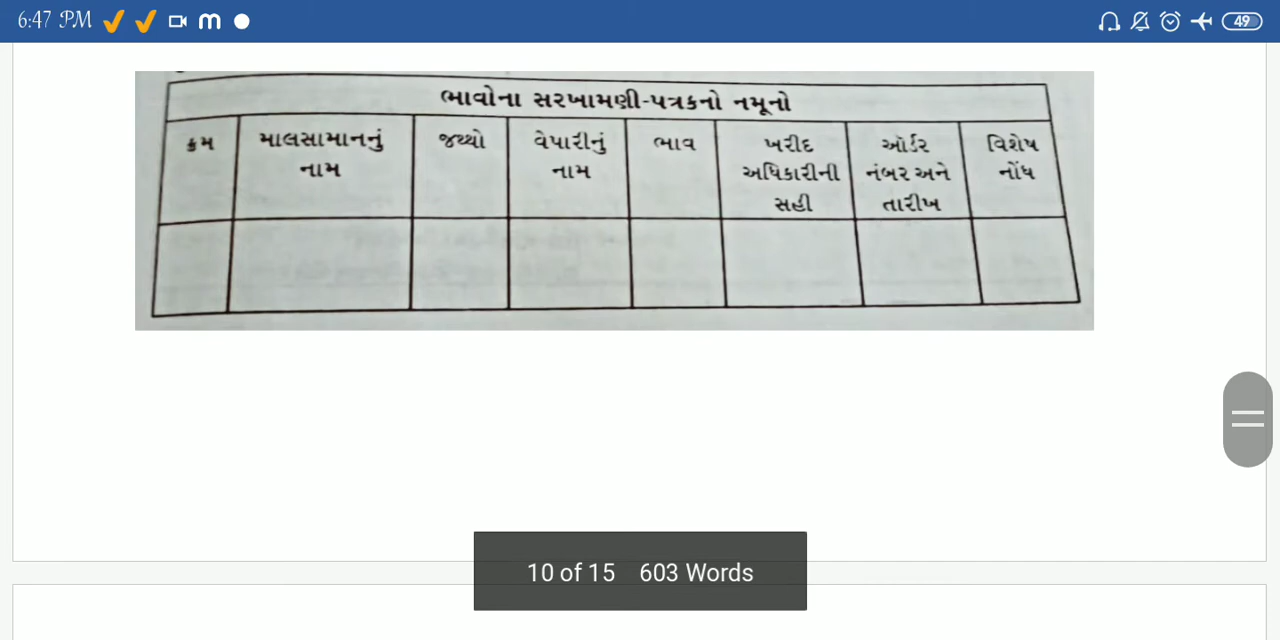 6:47 PM
49
ભાવોના સરખામણી-પત્રકનો નમૂનો
ક્રમ
માલસામાનનું
નામ
જથ્થો
વેપારીનું
નામ
ભાવ
ખરીદ
અધિકારીની
સહી
ઑર્ડર
નંબર અને
તારીખ
વિશેષ
નોંધ
10 of 15 603 Words